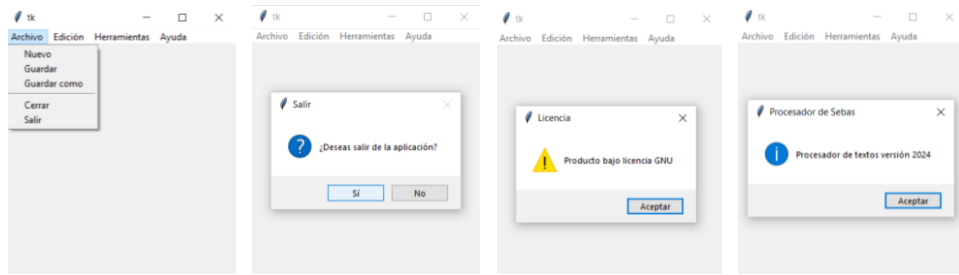 tk
Archivo Edición Herramientas Ayuda
Nuevo
Guardar
Guardar como
Cerrar
Salir
tk
Archivo Edición Herramientas Ayuda
Salir
¿Deseas salir de la aplicación?
Sí No
tk
Archivo Edición Herramientas Ayuda
Licencia
Producto bajo licencia GNU
Aceptar
tk
Archivo Edición Herramientas Ayuda
Procesador de Sebas
Procesador de textos versión 2024
Aceptar